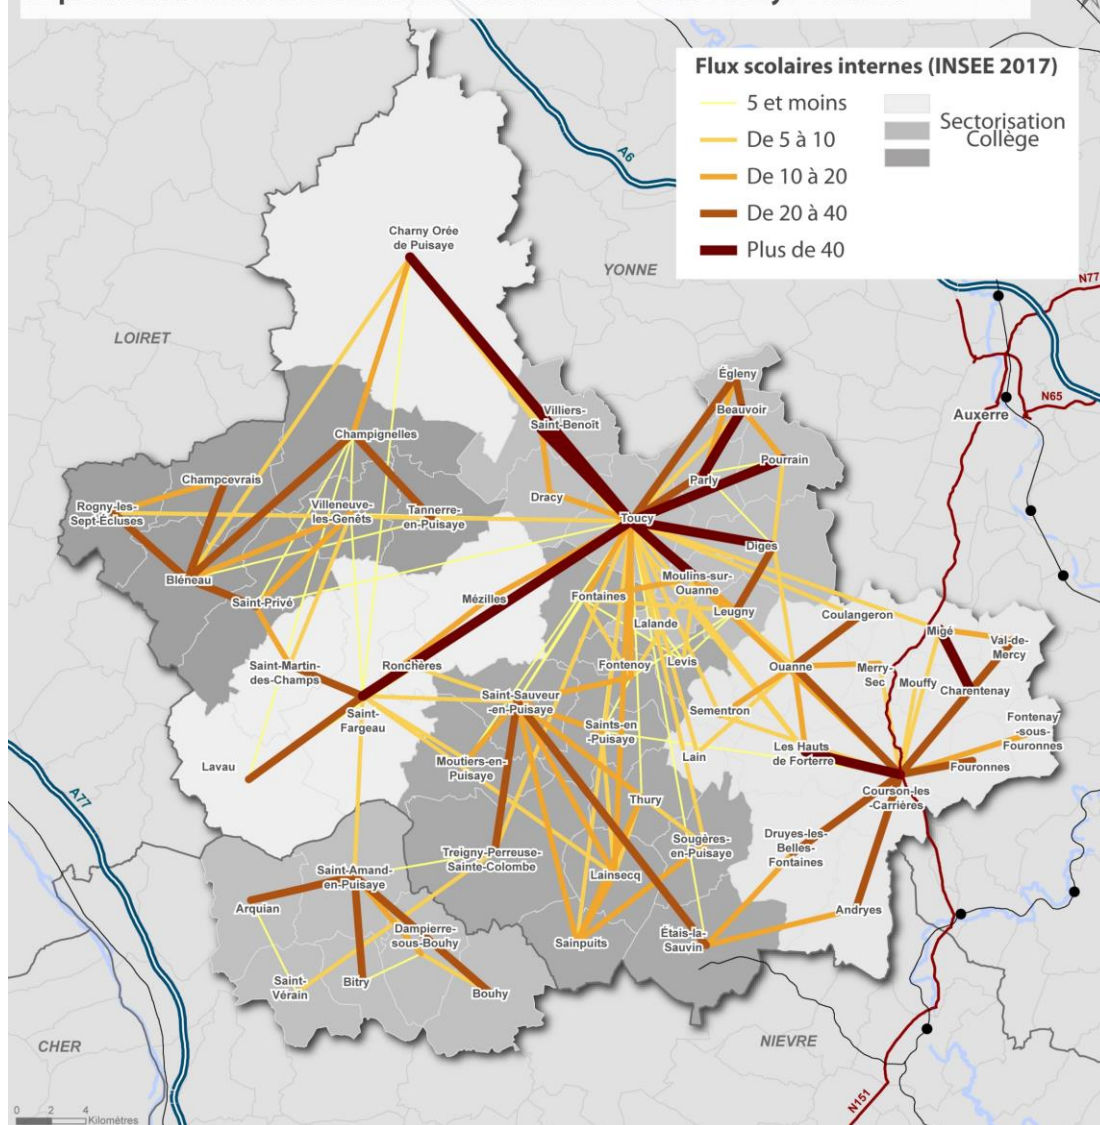 Flux scolaires internes (INSEE 2017)
5 et moins
De 5 à 10
De 10 à 20
De 20 à 40
Plus de 40
Sectorisation
Collège
A6
Charny Orée
de Puisaye
YONNE
N77
LOIRET
Égleny
N65
Beauvoir
Auxerre
Villiers-
Saint-Benoît
Champignelles
Pourrain
Champcevrais
Parly
Rogny-les-
Sept-Écluses
Villeneuve-
les-Genêts
Tannerre-
en-Puisaye
Dracy
Toucy
Diges
Bléneau
Moulins-sur-
Ouanne
Saint-Privé
Mézilles
Fontaines
Leugny
Coulangeron
Lalande
Migé
Val-de-
Mercy
Saint-Martin-
des-Champs
Ronchères
Fontenoy
Levis
Ouanne
Merry-
Sec
Mouffy
Charentenay
Saint-Sauveur
-en-Puisaye
Saint-
Fargeau
Sementron
Fontenay
-sous-
Fouronnes
Saints-en
-Puisaye
Lavau
Moutiers-en-
Puisaye
Lain
Les Hauts
de Forterre
Fouronnes
A77
Courson-les
-Carrières
Thury
Druyes-les-
Belles-
Fontaines
Treigny-Perreuse-
Sainte-Colombe
Sougères-
en-Puisaye
Saint-Amand-
en-Puisaye
Lainsecq
Arquian
Andryes
Dampierre-
sous-Bouhy
Sainpuits
Étais-la-
Sauvin
Saint-
Vérain
Bitry
Bouhy
CHER
NIEVRE
N151
0 2 4
Kilomètres